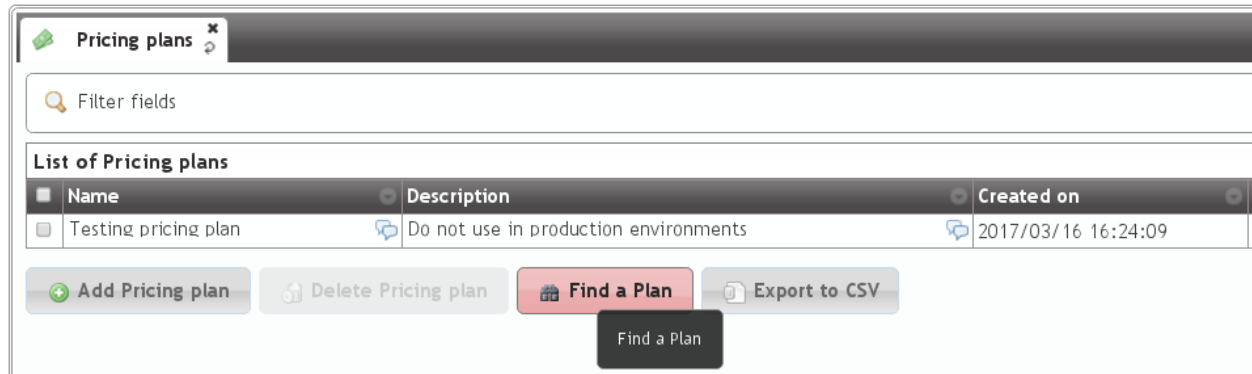 Pricing plans
Filter fields
List of Pricing plans
Name Description Created on
Testing pricing plan Do not use in production environments 2017/03/16 16:24:09
Add Pricing plan Delete Pricing plan Find a Plan Export to CSV
Find a Plan